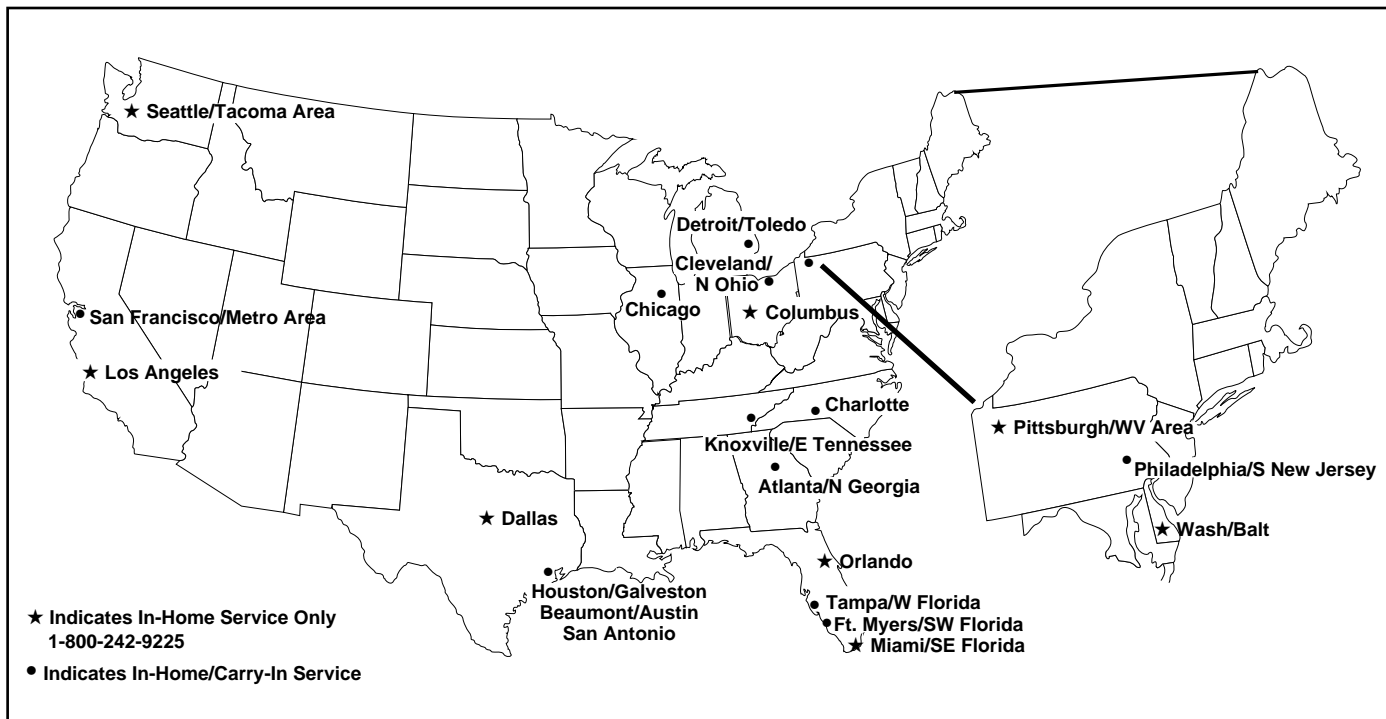 ★ Seattle/Tacoma Area
Detroit/Toledo
Cleveland/
N Ohio
Chicago
★ Columbus
San Francisco/Metro Area
★ Los Angeles
Charlotte
Knoxville/E Tennessee
Atlanta/N Georgia
★ Pittsburgh/WV Area
Philadelphia/S New Jersey
★ Wash/Balt
★ Dallas
★ Orlando
Houston/Galveston
Beaumont/Austin
San Antonio
Tampa/W Florida
Ft. Myers/SW Florida
★ Miami/SE Florida
★ Indicates In-Home Service Only
1-800-242-9225
• Indicates In-Home/Carry-In Service